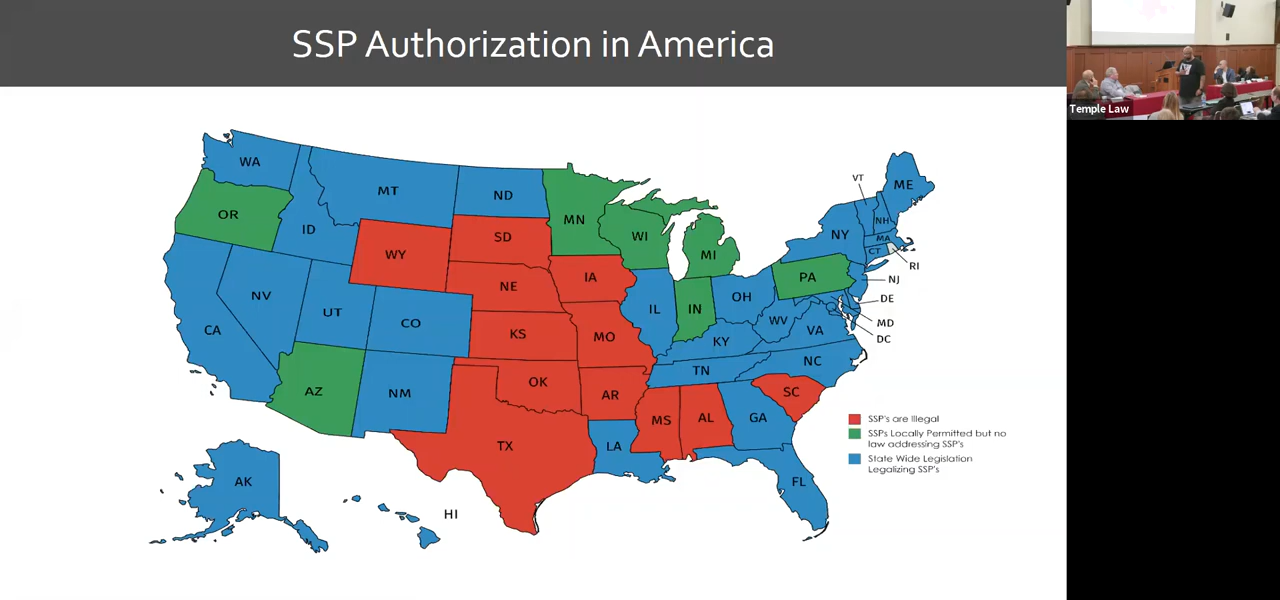 SSP Authorization in America
Temple Law
WA
MT
ND
MN
VT
ME
OR
ID
SD
WI
NY
NH
MA
CT
RI
WY
MI
IA
PA
NJ
NE
NV
UT
CO
IL
IN
OH
DE
CA
KS
MO
WV
VA
MD
KY
DC
AZ
NM
OK
AR
TN
NC
SC
TX
MS
AL
GA
LA
FL
AK
HI
SSP's are Illegal
SSPs Locally Permitted but no
law addressing SSP's
State Wide Legislation
Legalizing SSP's